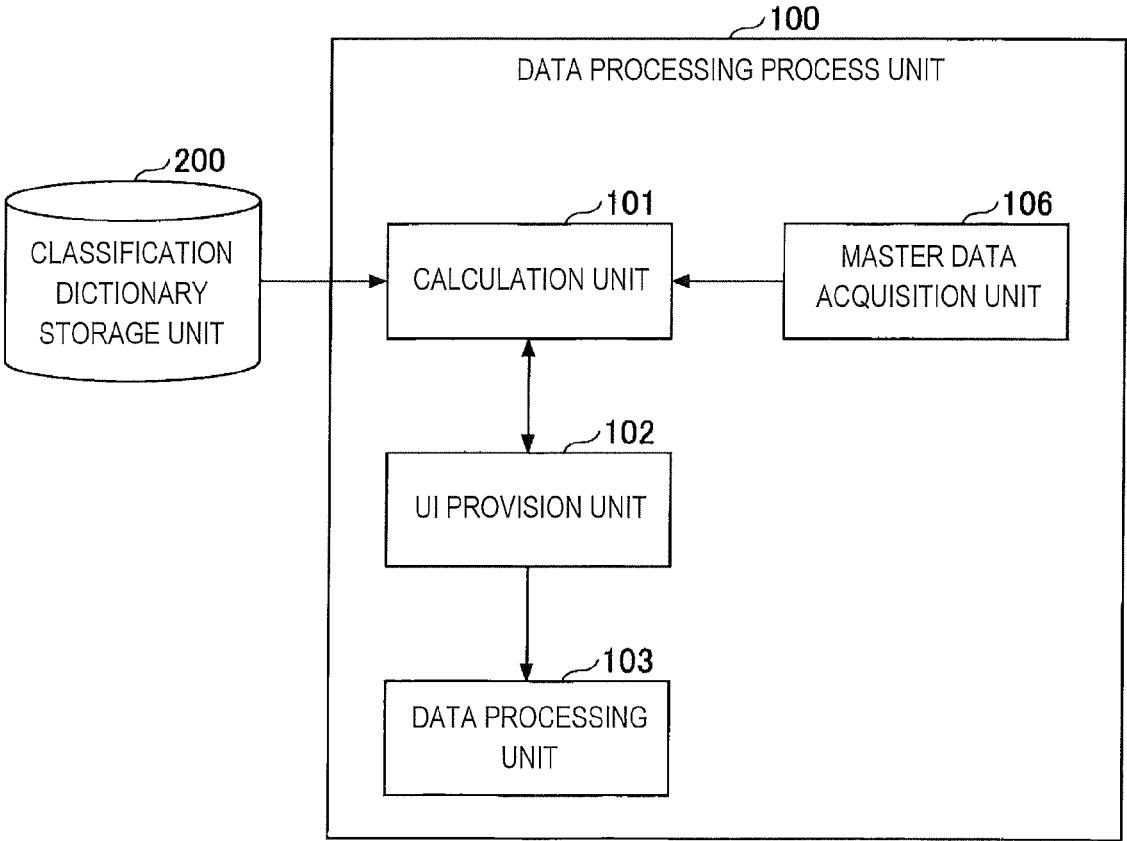 100
DATA PROCESSING PROCESS UNIT
200
CLASSIFICATION
DICTIONARY
STORAGE UNIT
101
CALCULATION UNIT
106
MASTER DATA
ACQUISITION UNIT
102
UI PROVISION UNIT
103
DATA PROCESSING
UNIT